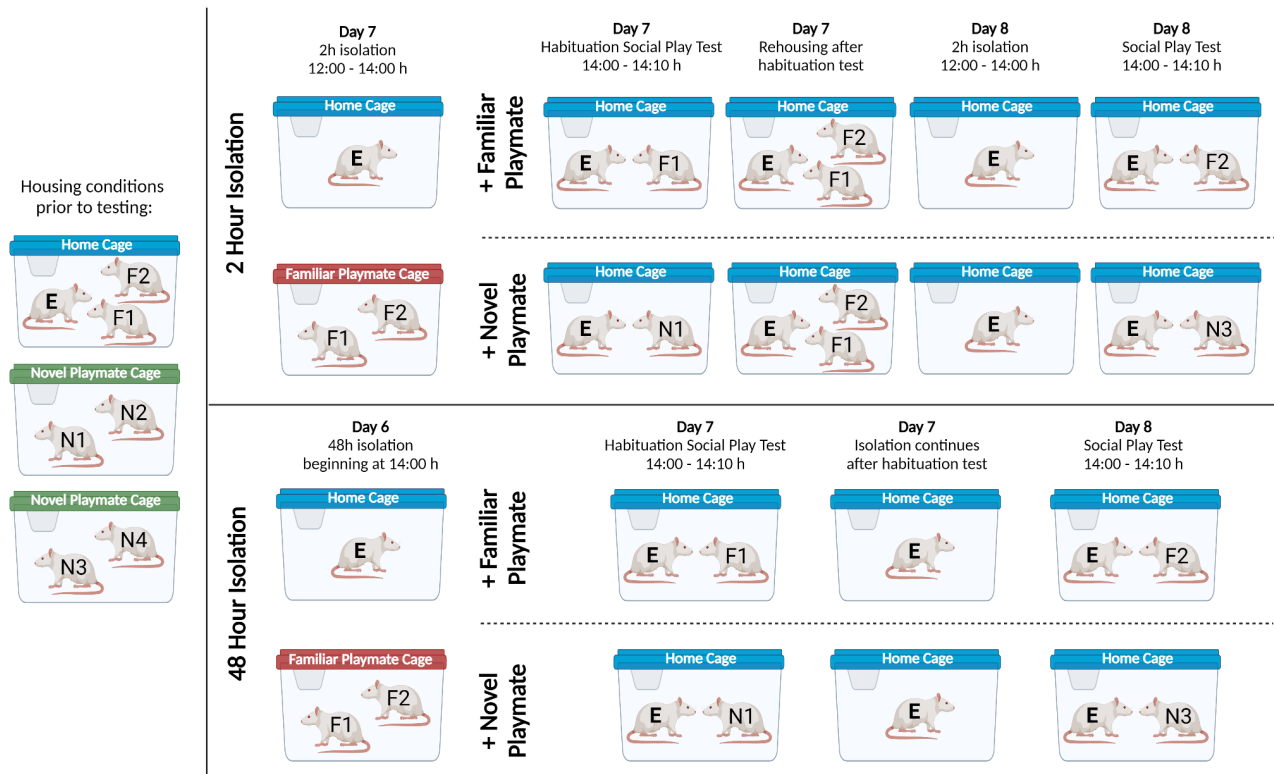 Housing conditions
prior to testing:
Home Cage
E
F2
F1
Novel Playmate Cage
N2
N1
Novel Playmate Cage
N4
N3
2 Hour Isolation
Day 7
2h isolation
12:00 - 14:00 h
Home Cage
E
Familiar Playmate Cage
F2
F1
+ Familiar
Playmate
Day 7
Habituation Social Play Test
14:00 - 14:10 h
Home Cage
E
F1
Day 7
Rehousing after
habituation test
Home Cage
E
F2
F1
Day 8
2h isolation
12:00 - 14:00 h
Home Cage
E
Day 8
Social Play Test
14:00 - 14:10 h
Home Cage
E
F2
+ Novel
Playmate
Home Cage
E
N1
Home Cage
E
F2
F1
Home Cage
E
Home Cage
E
N3
48 Hour Isolation
Day 6
48h isolation
beginning at 14:00 h
Home Cage
E
Familiar Playmate Cage
F2
F1
+ Familiar
Playmate
Day 7
Habituation Social Play Test
14:00 - 14:10 h
Home Cage
E
F1
Day 7
Isolation continues
after habituation test
Home Cage
E
Day 8
Social Play Test
14:00 - 14:10 h
Home Cage
E
F2
+ Novel
Playmate
Home Cage
E
N1
Home Cage
E
Home Cage
E
N3